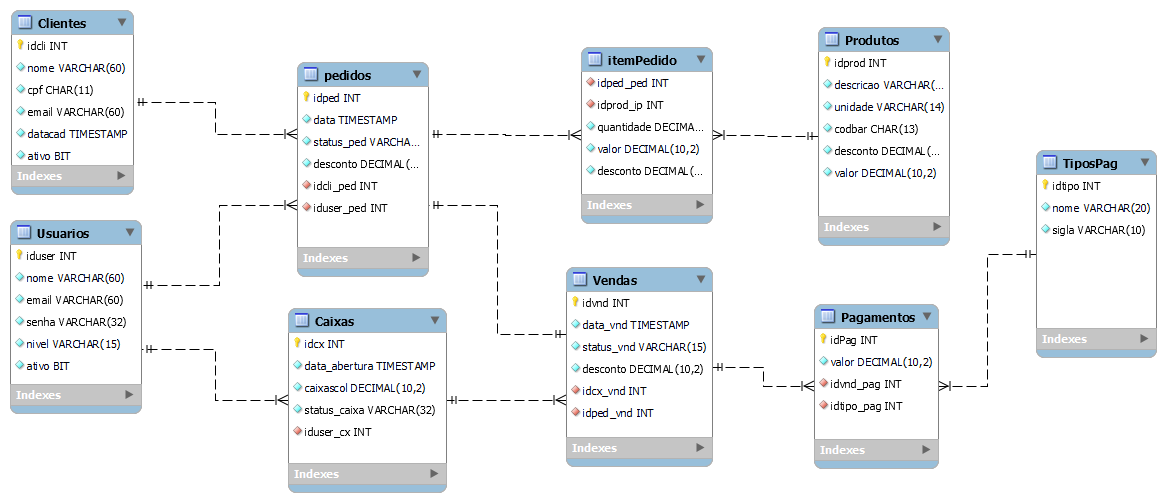 Clientes
idcli INT
nome VARCHAR(60)
cpf CHAR(11)
email VARCHAR(60)
datacad TIMESTAMP
ativo BIT
Indexes
Usuarios
iduser INT
nome VARCHAR(60)
email VARCHAR(60)
senha VARCHAR(32)
nivel VARCHAR(15)
ativo BIT
Indexes
pedidos
idped INT
data TIMESTAMP
status_ped VARCHA...
desconto DECIMAL(...
idcli_ped INT
iduser_ped INT
Indexes
Caixas
idcx INT
data_abertura TIMESTAMP
caixascol DECIMAL(10,2)
status_caixa VARCHAR(32)
iduser_cx INT
Indexes
itemPedido
idped_ped INT
idprod_ip INT
quantidade DECIMA...
valor DECIMAL(10,2)
desconto DECIMAL(...
Indexes
Vendas
idvnd INT
data_vnd TIMESTAMP
status_vnd VARCHAR(15)
desconto DECIMAL(10,2)
idcx_vnd INT
idped_vnd INT
Indexes
Produtos
idprod INT
descricao VARCHAR(...
unidade VARCHAR(14)
codbar CHAR(13)
desconto DECIMAL(...
valor DECIMAL(10,2)
Indexes
Pagamentos
idPag INT
valor DECIMAL(10,2)
idvnd_pag INT
idtipo_pag INT
Indexes
TiposPag
idtipo INT
nome VARCHAR(20)
sigla VARCHAR(10)
Indexes